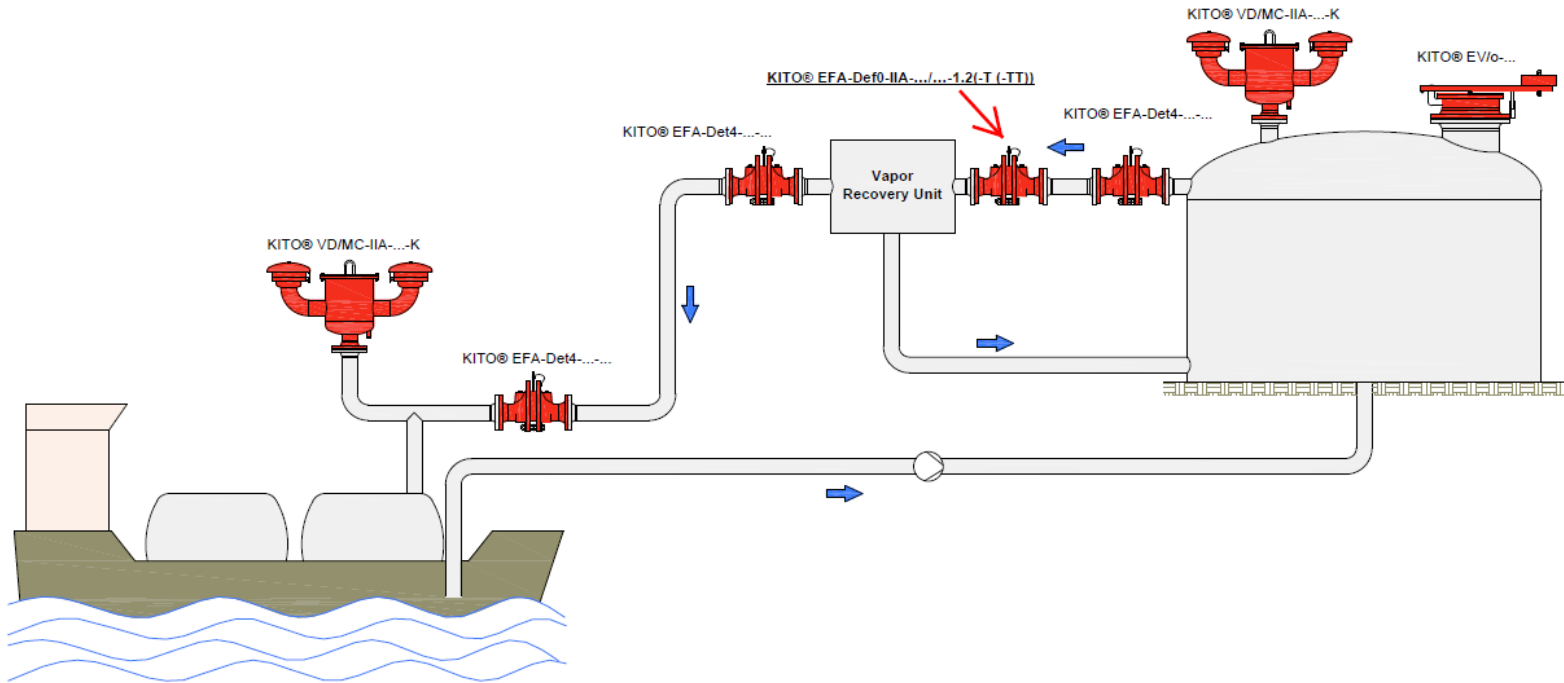 KITO® VD/MC-IIA-...-K
KITO® EV/o-...
KITO® EFA-Def0-IIA-.../...-1.2(-T (-TT))
KITO® EFA-Det4-...-...
KITO® EFA-Det4-...-...
Vapor
Recovery Unit
KITO® VD/MC-IIA-...-K
KITO® EFA-Det4-...-...